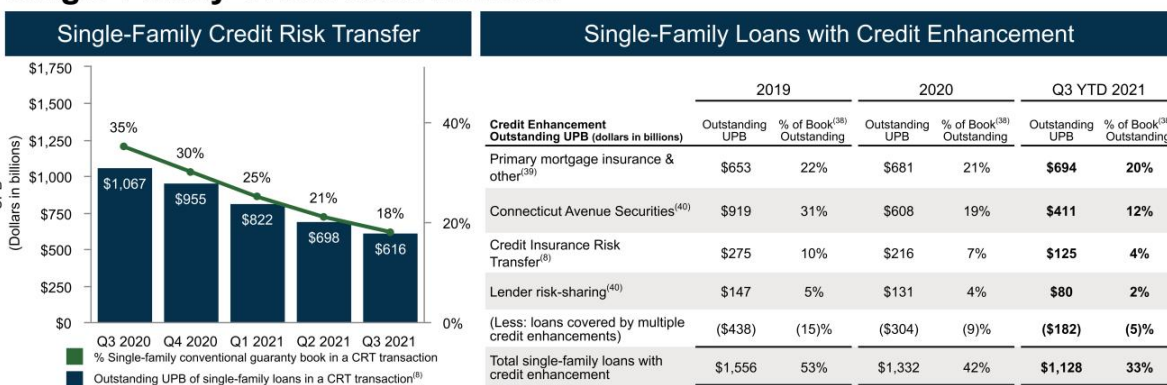 Single-Family Credit Risk Transfer
$1,750
$1,500
$1,250
$1,000
$750
$500
$250
$0
(Dollars in billions)
35%
30%
25%
21%
18%
$1,067
$955
$822
$698
$616
40%
20%
0%
Q3 2020 Q4 2020 Q1 2021 Q2 2021 Q3 2021
% Single-family conventional guaranty book in a CRT transaction
Outstanding UPB of single-family loans in a CRT transaction(8)
Single-Family Loans with Credit Enhancement
2019 2020 Q3 YTD 2021
Credit Enhancement
Outstanding UPB (dollars in billions)
Outstanding UPB % of Book(38) Outstanding Outstanding UPB % of Book(38) Outstanding Outstanding UPB % of Book Outstanding
Primary mortgage insurance &
other(39) $653 22% $681 21% $694 20%
Connecticut Avenue Securities(40) $919 31% $608 19% $411 12%
Credit Insurance Risk
Transfer(8) $275 10% $216 7% $125 4%
Lender risk-sharing(40) $147 5% $131 4% $80 2%
(Less: loans covered by multiple
credit enhancements) ($438) (15)% ($304) (9)% ($182) (5)%
Total single-family loans with
credit enhancement $1,556 53% $1,332 42% $1,128 33%